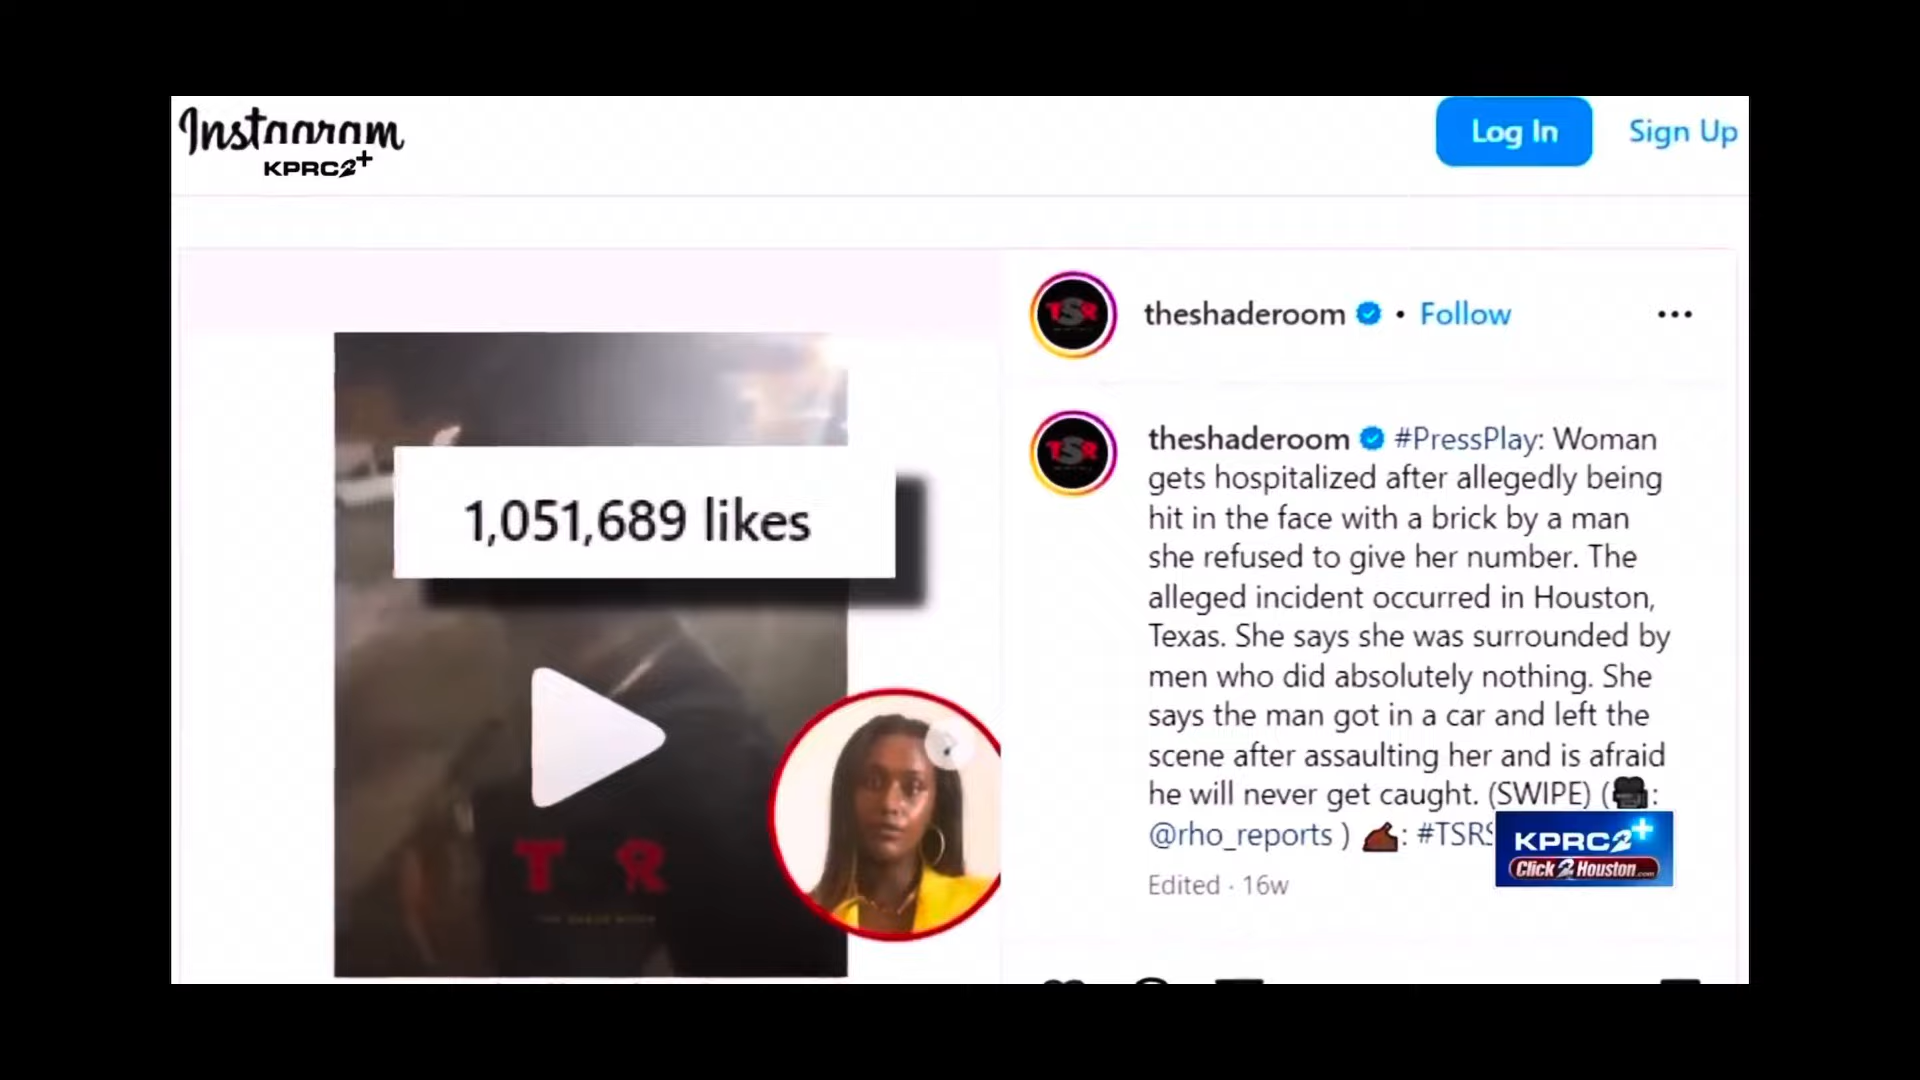 Instagram
KPRC2+
Log In
Sign Up
theshaderoom • Follow
1,051,689 likes
T R
TSR
theshaderoom #PressPlay: Woman
gets hospitalized after allegedly being
hit in the face with a brick by a man
she refused to give her number. The
alleged incident occurred in Houston,
Texas. She says she was surrounded by
men who did absolutely nothing. She
says the man got in a car and left the
scene after assaulting her and is afraid
he will never get caught. (SWIPE) (🎥:
@rho_reports ) ✍🏾: #TSRS
Edited · 16w
TSR
KPRC2+
Click2Houston.com